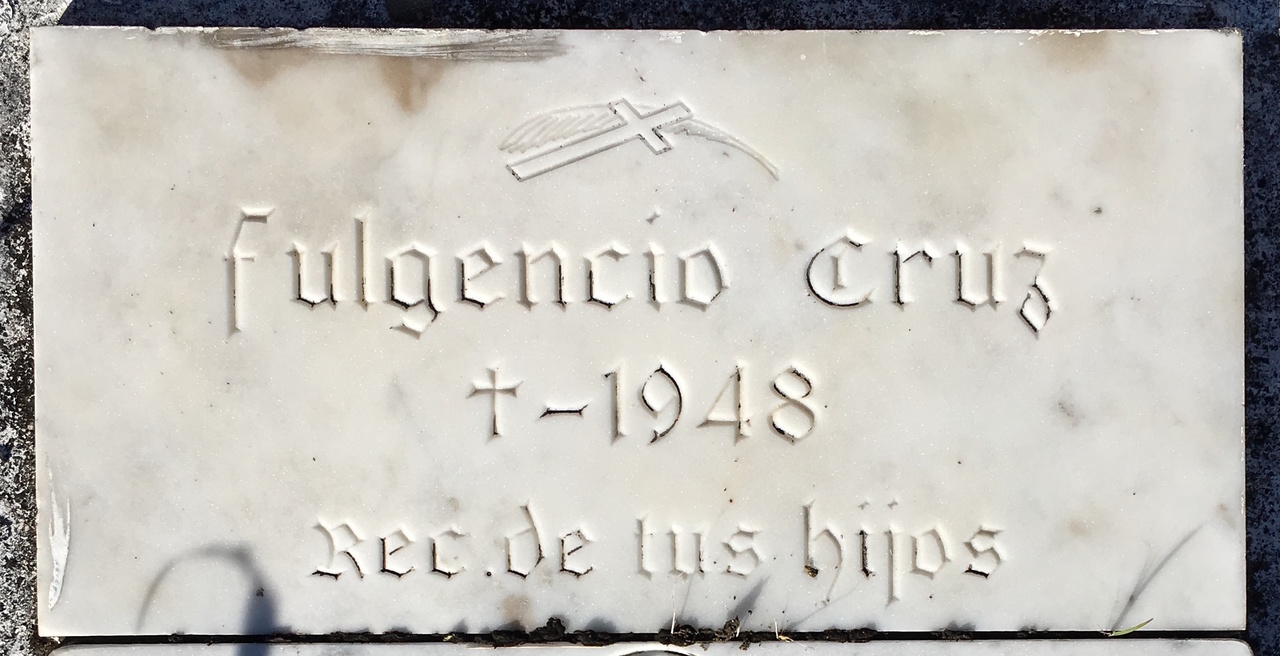 Fulgencio Cruz
†-1948
Rec.de tus hijos